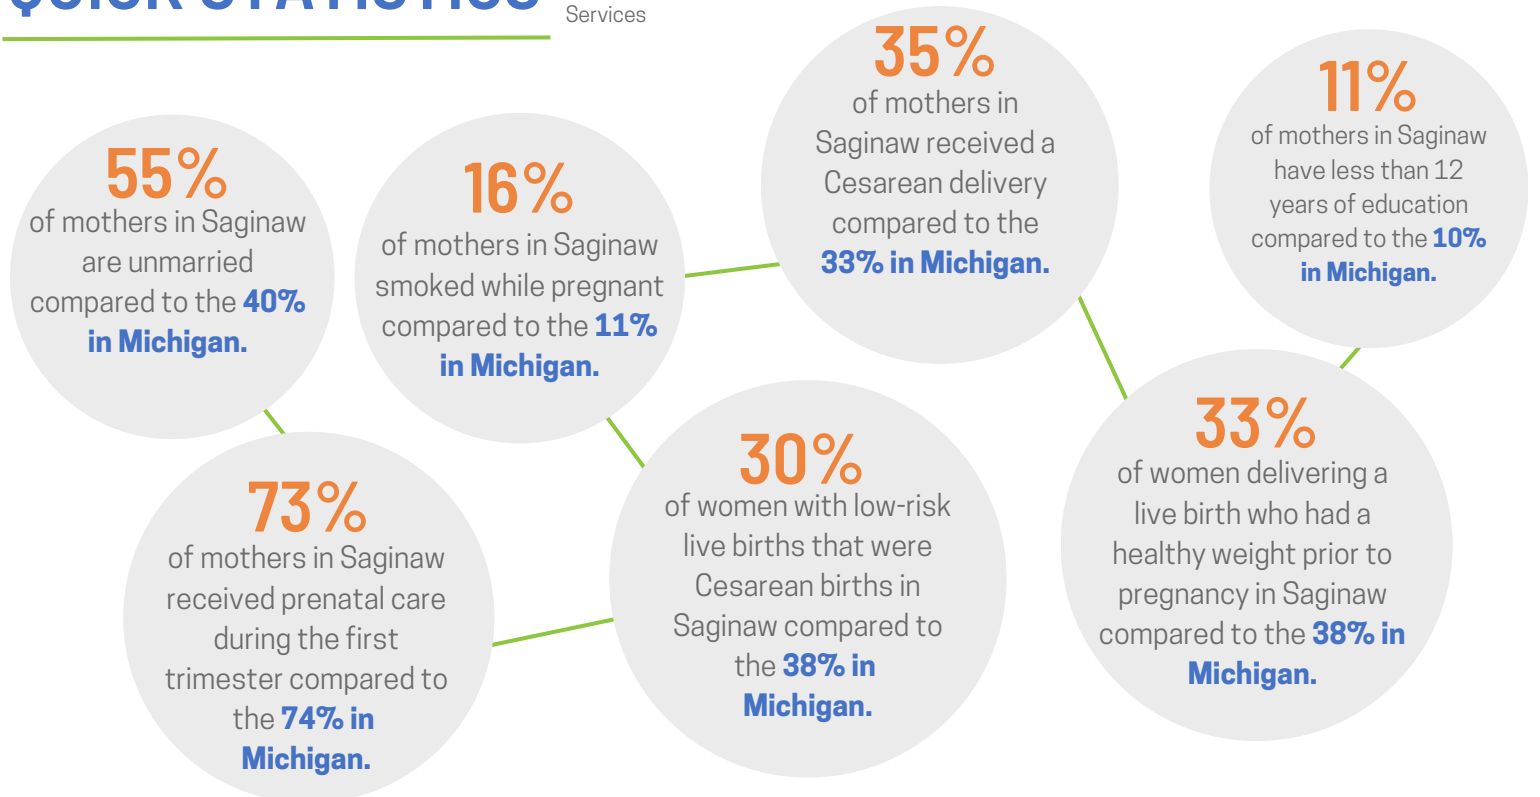 QUICK STATISTICS
Services
55%
of mothers in Saginaw
are unmarried
compared to the 40%
in Michigan.
16%
of mothers in Saginaw
smoked while pregnant
compared to the 11%
in Michigan.
35%
of mothers in
Saginaw received a
Cesarean delivery
compared to the
33% in Michigan.
11%
of mothers in Saginaw
have less than 12
years of education
compared to the 10%
in Michigan.
73%
of mothers in Saginaw
received prenatal care
during the first
trimester compared to
the 74% in
Michigan.
30%
of women with low-risk
live births that were
Cesarean births in
Saginaw compared to
the 38% in
Michigan.
33%
of women delivering a
live birth who had a
healthy weight prior to
pregnancy in Saginaw
compared to the 38% in
Michigan.